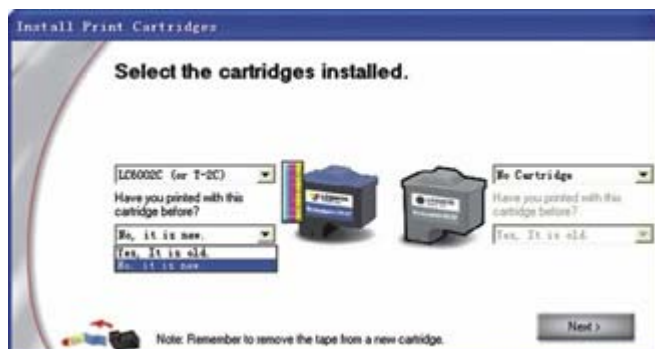 Install Print Cartridges
Select the cartridges installed.
LC6002C (or T-2C)
No Cartridge
Have you printed with this
cartridge before?
Have you printed with this
cartridge before?
No, it is new.
Yes, It is old.
Yes, It is old.
No, it is new
Note: Remember to remove the tape from a new cartridge.
Next >